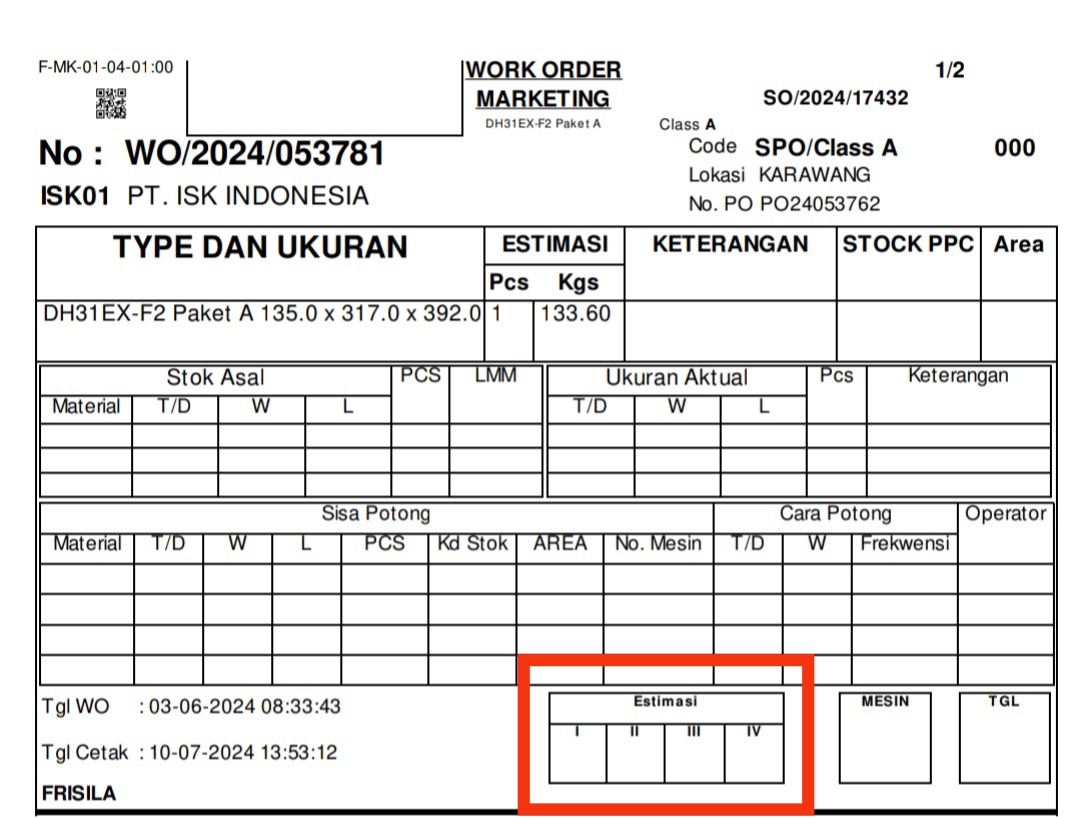 F-MK-01-04-01:00
WORK ORDER
MARKETING
DH31EX-F2 Paket A
1/2
SO/2024/17432
Class A
Code SPO/Class A 000
Lokasi KARAWANG
No. PO PO24053762
No : WO/2024/053781
ISK01 PT. ISK INDONESIA
TYPE DAN UKURAN ESTIMASI KETERANGAN STOCK PPC Area
Pcs Kgs
DH31EX-F2 Paket A 135.0 x 317.0 x 392.0 1 133.60
Stok Asal PCS LMM Ukuran Aktual Pcs Keterangan
Material T/D W L T/D W L
Sisa Potong Cara Potong Operator
Material T/D W L PCS Kd Stok AREA No. Mesin T/D W Frekwensi
Tgl WO : 03-06-2024 08:33:43
Tgl Cetak : 10-07-2024 13:53:12
FRISILA
Estimasi MESIN TGL
I II III IV